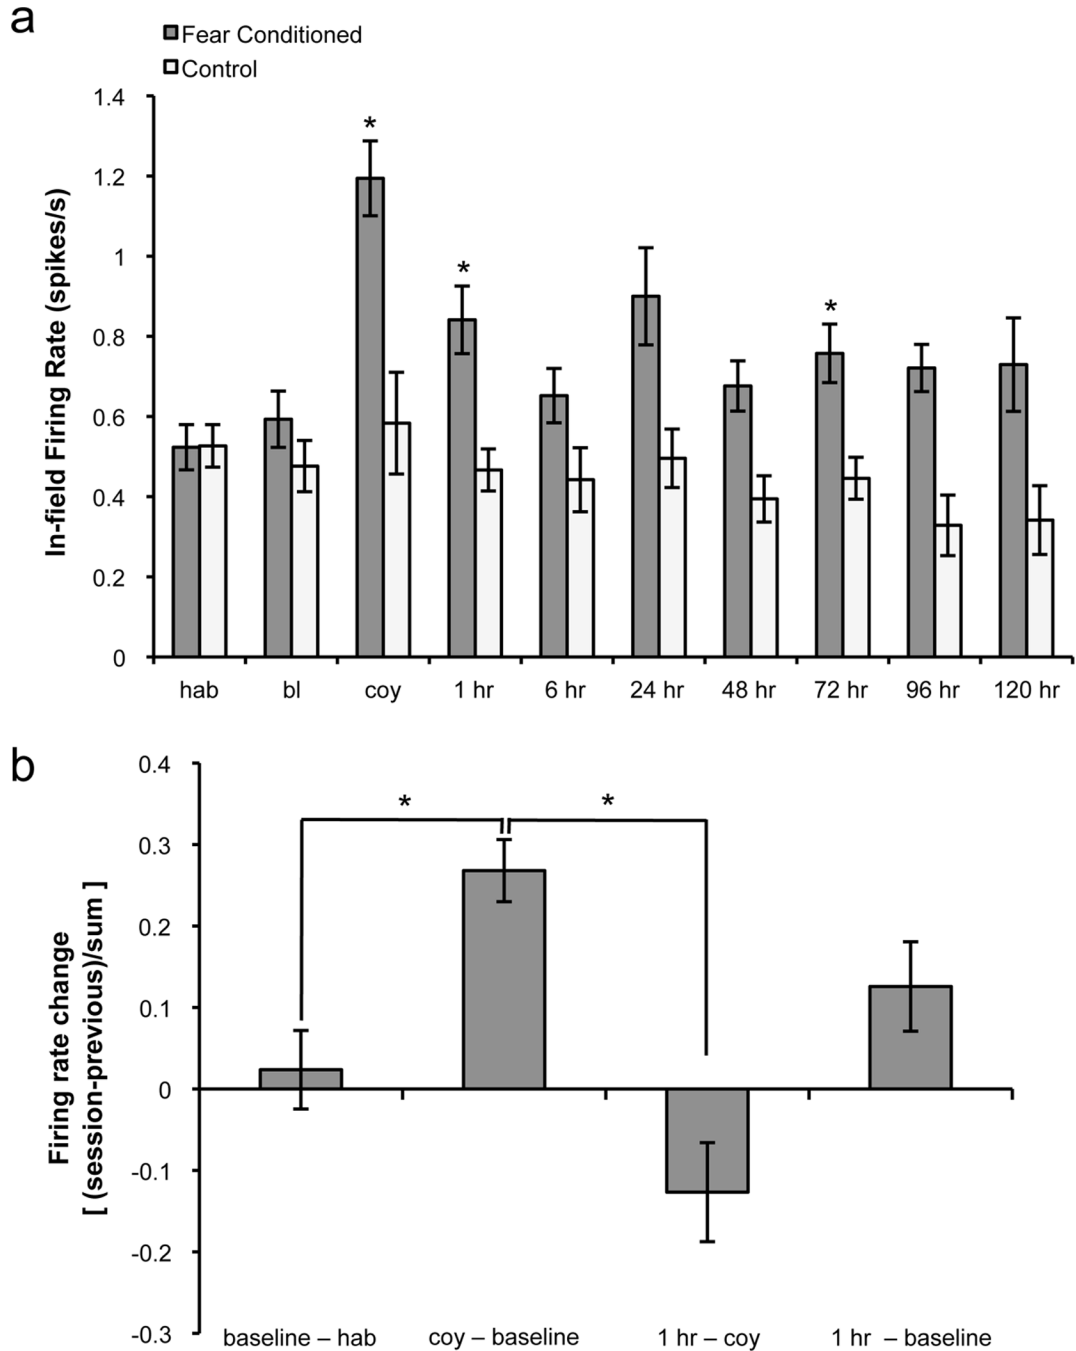 a
Fear Conditioned
Control
In-field Firing Rate (spikes/s)
1.4
1.2
1
0.8
0.6
0.4
0.2
0
*
*
*
hab bl coy 1 hr 6 hr 24 hr 48 hr 72 hr 96 hr 120 hr
b
Firing rate change
[ (session-previous)/sum ]
0.4
0.3
0.2
0.1
0
-0.1
-0.2
-0.3
*
*
baseline – hab coy – baseline 1 hr – coy 1 hr – baseline